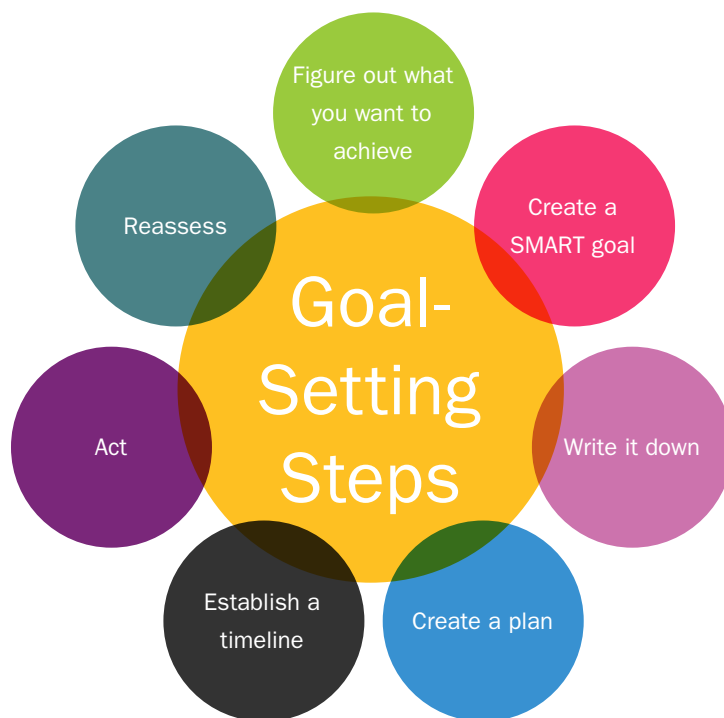 Goal-
Setting
Steps
Figure out what
you want to
achieve
Create a
SMART goal
Write it down
Create a plan
Establish a
timeline
Act
Reassess